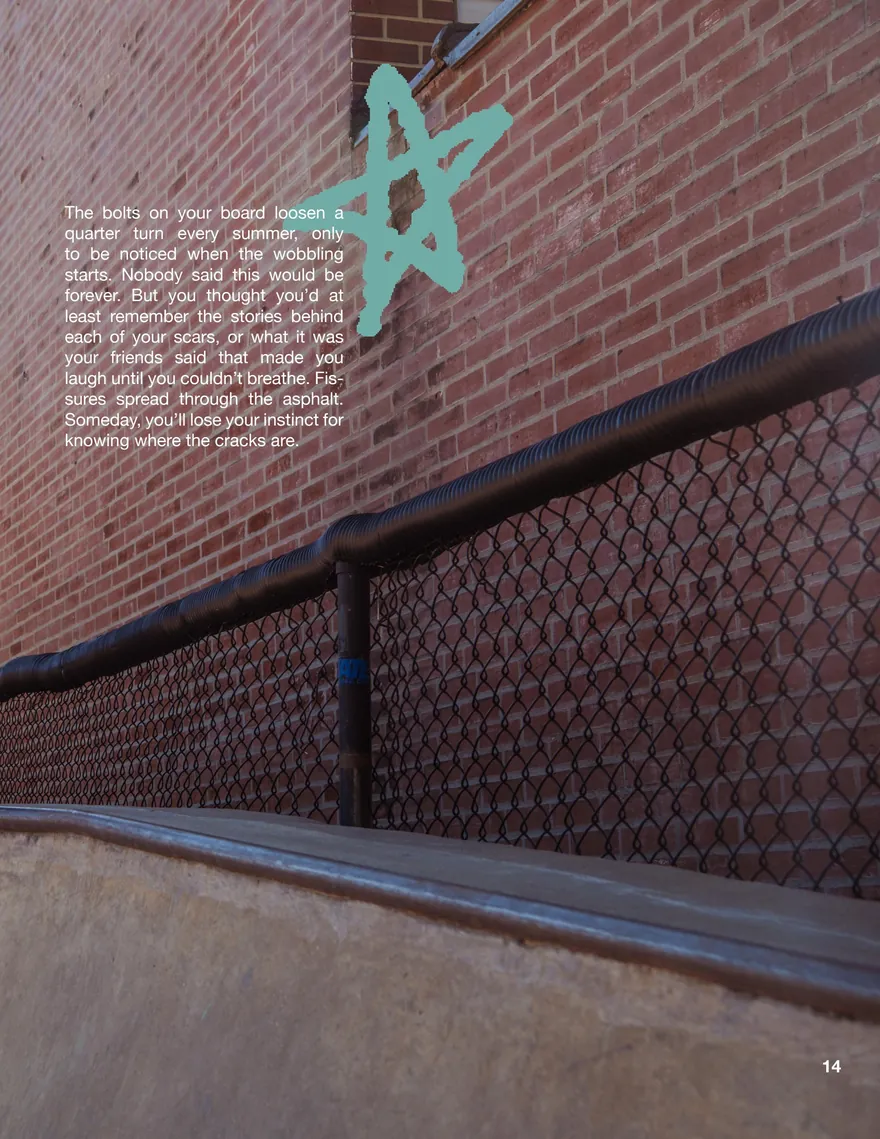 The bolts on your board loosen a
quarter turn every summer, only
to be noticed when the wobbling
starts. Nobody said this would be
forever. But you thought you’d at
least remember the stories behind
each of your scars, or what it was
your friends said that made you
laugh until you couldn’t breathe. Fis-
sures spread through the asphalt.
Someday, you’ll lose your instinct for
knowing where the cracks are.
14